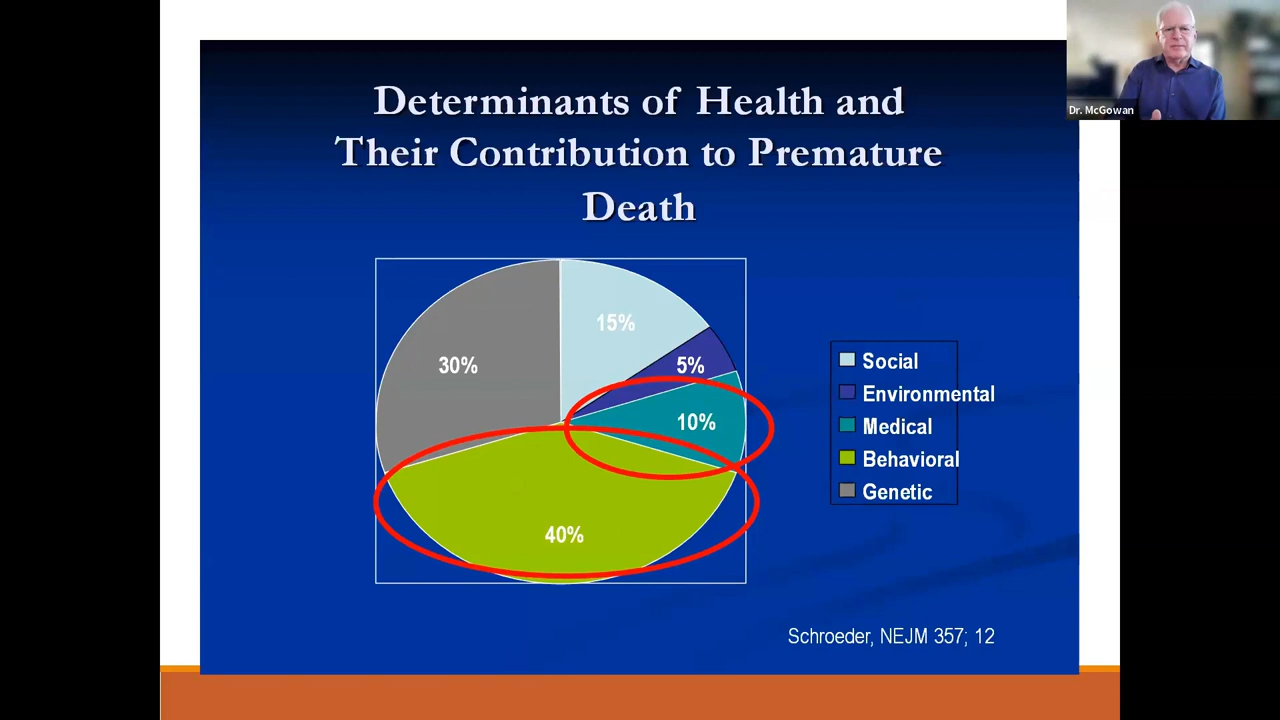 Dr. McGowan
Determinants of Health and
Their Contribution to Premature
Death
15%
5%
30%
10%
40%
Social
Environmental
Medical
Behavioral
Genetic
Schroeder, NEJM 357; 12